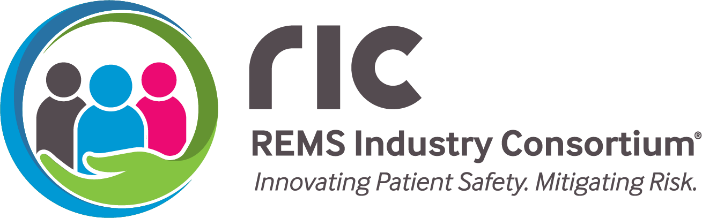 ric
REMS Industry Consortium®
Innovating Patient Safety. Mitigating Risk.